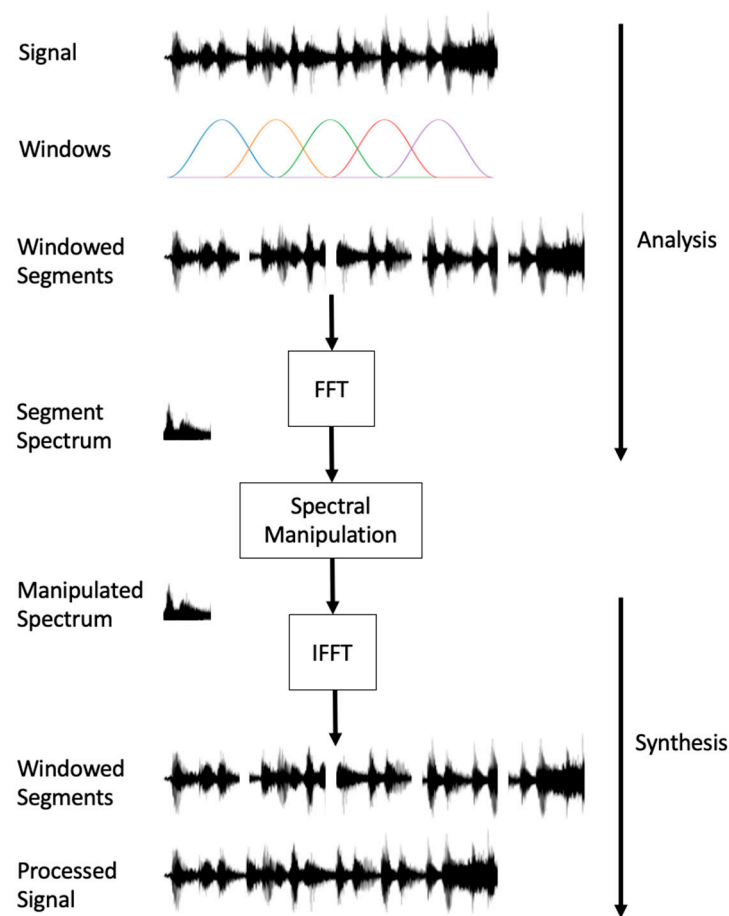 Signal
Windows
Windowed
Segments
Analysis
FFT
Segment
Spectrum
Spectral
Manipulation
Manipulated
Spectrum
IFFT
Synthesis
Windowed
Segments
Processed
Signal